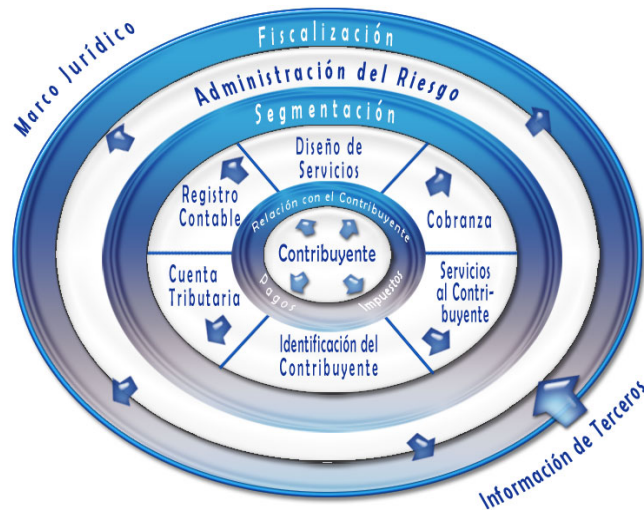 Marco Jurídico
Fiscalización
Administración del Riesgo
Segmentación
Diseño de
Servicios
Registro
Contable
Cobranza
Relación con el Contribuyente
Contribuyente
Pagos
Impuestos
Cuenta
Tributaria
Servicios
al Contri-
buyente
Identificación del
Contribuyente
Información de Terceros